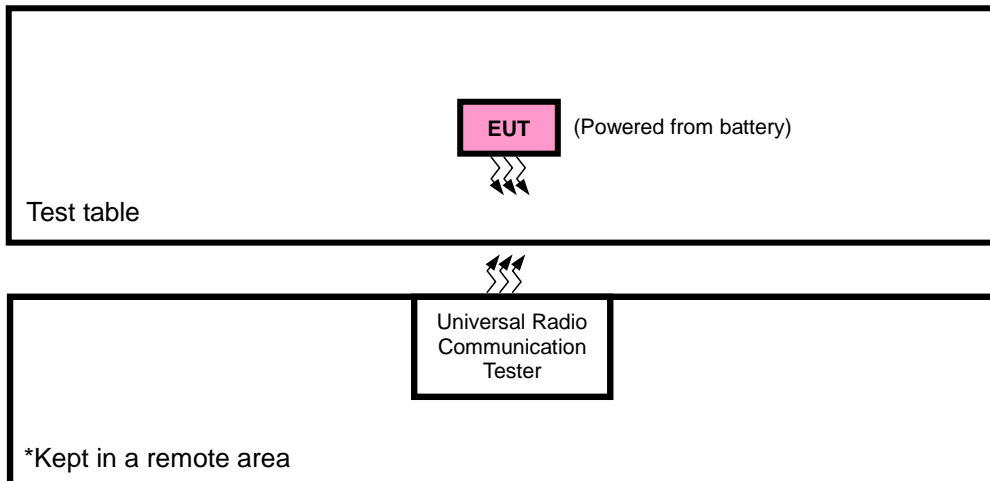 EUT
(Powered from battery)
Test table
Universal Radio
Communication
Tester
*Kept in a remote area